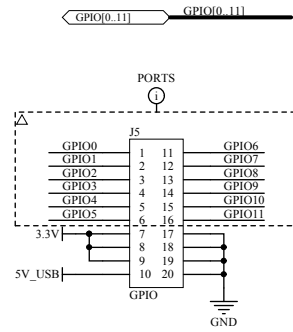 GPIO[0..11] GPIO[0..11]
PORTS
i
J5
GPIO0 1 11 GPIO6
GPIO1 2 12 GPIO7
GPIO2 3 13 GPIO8
GPIO3 4 14 GPIO9
GPIO4 5 15 GPIO10
GPIO5 6 16 GPIO11
3.3V 7 17
8 18
9 19
5V_USB 10 20
GPIO
GND